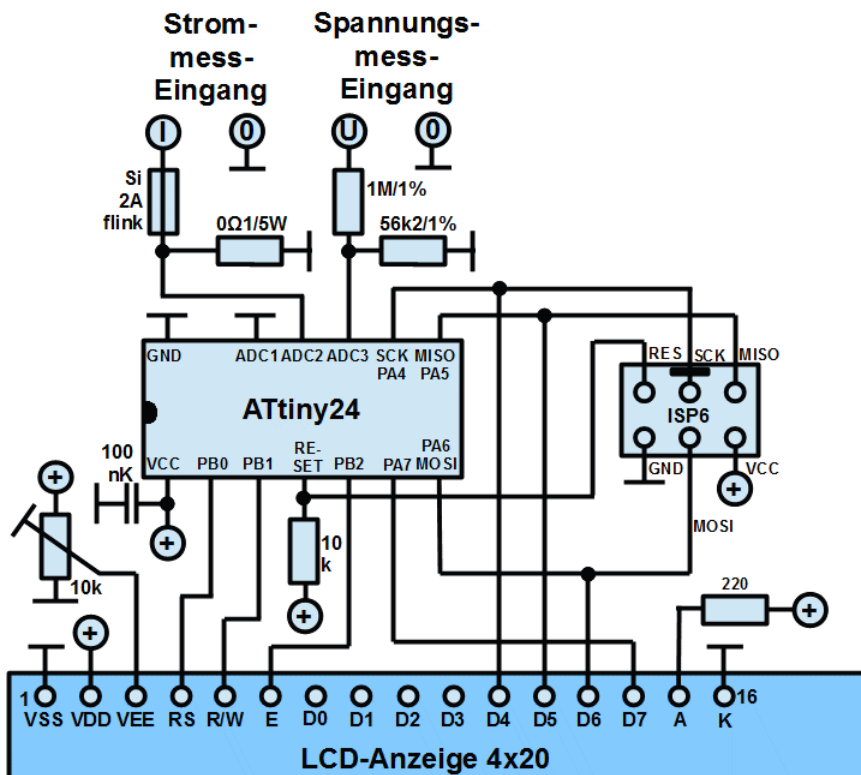 Strom-
mess-
Eingang
Spannungs-
mess-
Eingang
I
0
U
0
Si
2A
flink
0Ω1/5W
1M/1%
56k2/1%
GND
ADC1
ADC2
ADC3
SCK
PA4
MISO
PA5
ATtiny24
VCC
PB0
PB1
RE-
SET
PB2
PA7
PA6
MOSI
RES
SCK
MISO
ISP6
GND
VCC
+
MOSI
100
nK
+
+
10k
10
k
+
220
+
+
1
16
VSS
VDD
VEE
RS
R/W
E
D0
D1
D2
D3
D4
D5
D6
D7
A
K
LCD-Anzeige 4x20